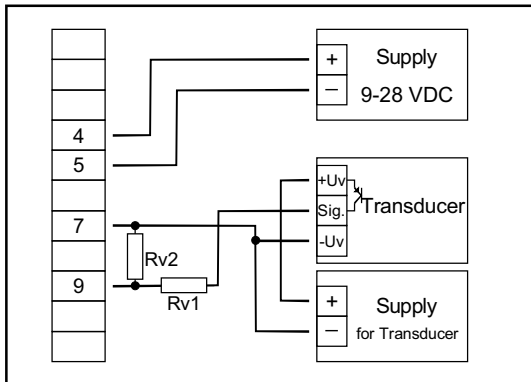 4
5
7
9
Rv2
Rv1
+
–
Supply
9-28 VDC
+Uv
Sig.
-Uv
Transducer
+
–
Supply
for Transducer